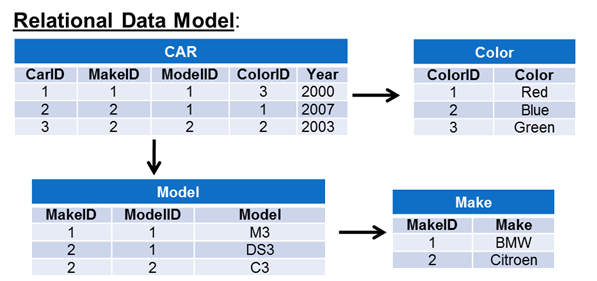 Relational Data Model:
CAR
CarID MakeID ModelID ColorID Year
1 1 1 3 2000
2 2 1 1 2007
3 2 2 2 2003
Color
ColorID Color
1 Red
2 Blue
3 Green
Model
MakeID ModelID Model
1 1 M3
2 1 DS3
2 2 C3
Make
MakeID Make
1 BMW
2 Citroen